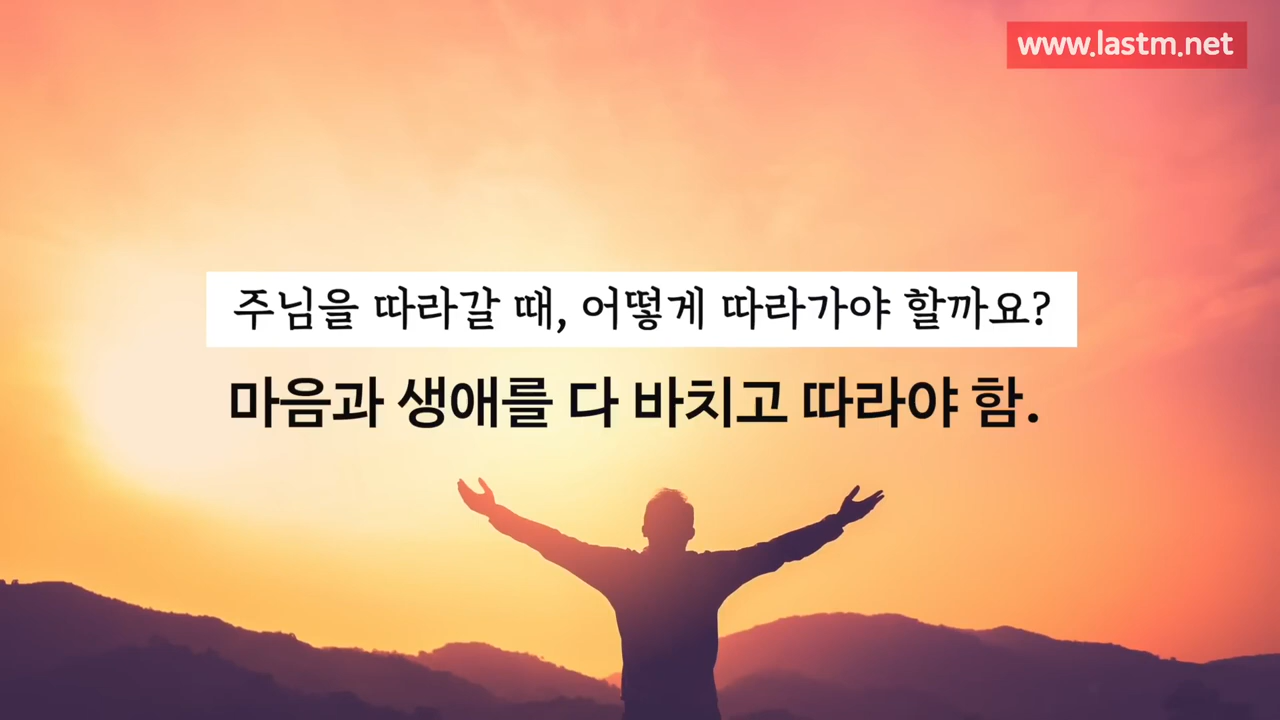 www.lastm.net
주님을 따라갈 때, 어떻게 따라가야 할까요?
마음과 생애를 다 바치고 따라야 함.